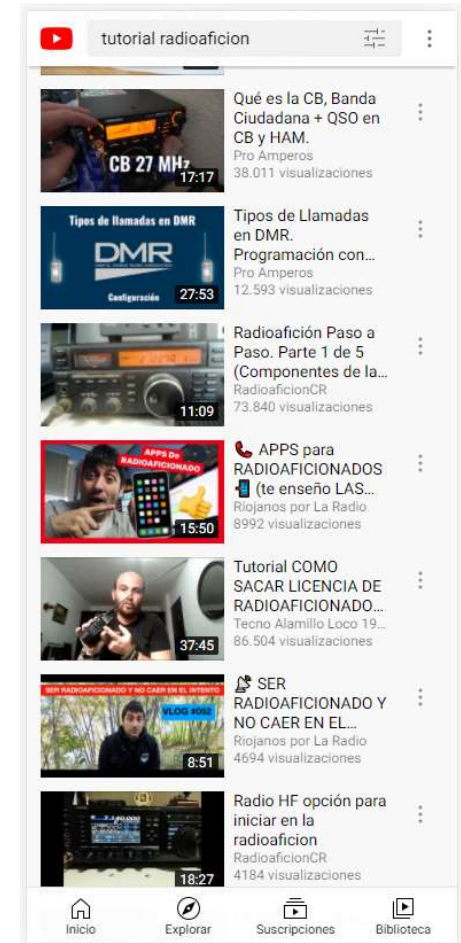 tutorial radioaficion
CB 27 MHz
17:17
Qué es la CB, Banda
Ciudadana + QSO en
CB y HAM.
Pro Amperos
38.011 visualizaciones
Tipos de llamadas en DMR
DMR
Configuración
27:53
Tipos de Llamadas
en DMR.
Programación con...
Pro Amperos
12.593 visualizaciones
11:09
Radioafición Paso a
Paso. Parte 1 de 5
(Componentes de la...
RadioaficionCR
73.840 visualizaciones
APPS De
RADIOAFICIONADO
15:50
📞 APPS para
RADIOAFICIONADOS
📲 (te enseño LAS...
Riojanos por La Radio
8992 visualizaciones
37:45
Tutorial COMO
SACAR LICENCIA DE
RADIOAFICIONADO...
Tecno Alamillo Loco 19...
86.504 visualizaciones
SER RADIOAFICIONADO Y NO CAER EN EL INTENTO
VLOG #052
8:51
📡 SER
RADIOAFICIONADO Y
NO CAER EN EL...
Riojanos por La Radio
4694 visualizaciones
18:27
Radio HF opción para
iniciar en la
radioaficion
RadioaficionCR
4184 visualizaciones
Inicio
Explorar
Suscripciones
Biblioteca